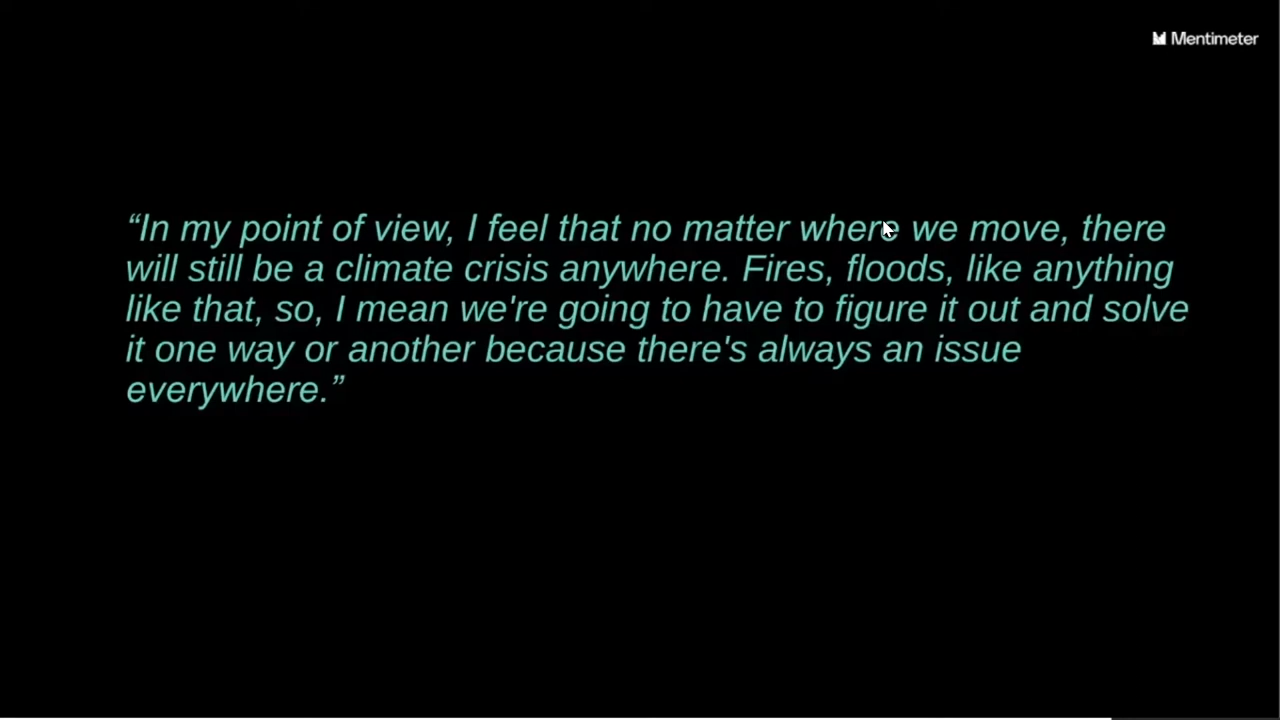 Mentimeter
“In my point of view, I feel that no matter where we move, there
will still be a climate crisis anywhere. Fires, floods, like anything
like that, so, I mean we're going to have to figure it out and solve
it one way or another because there's always an issue
everywhere.”